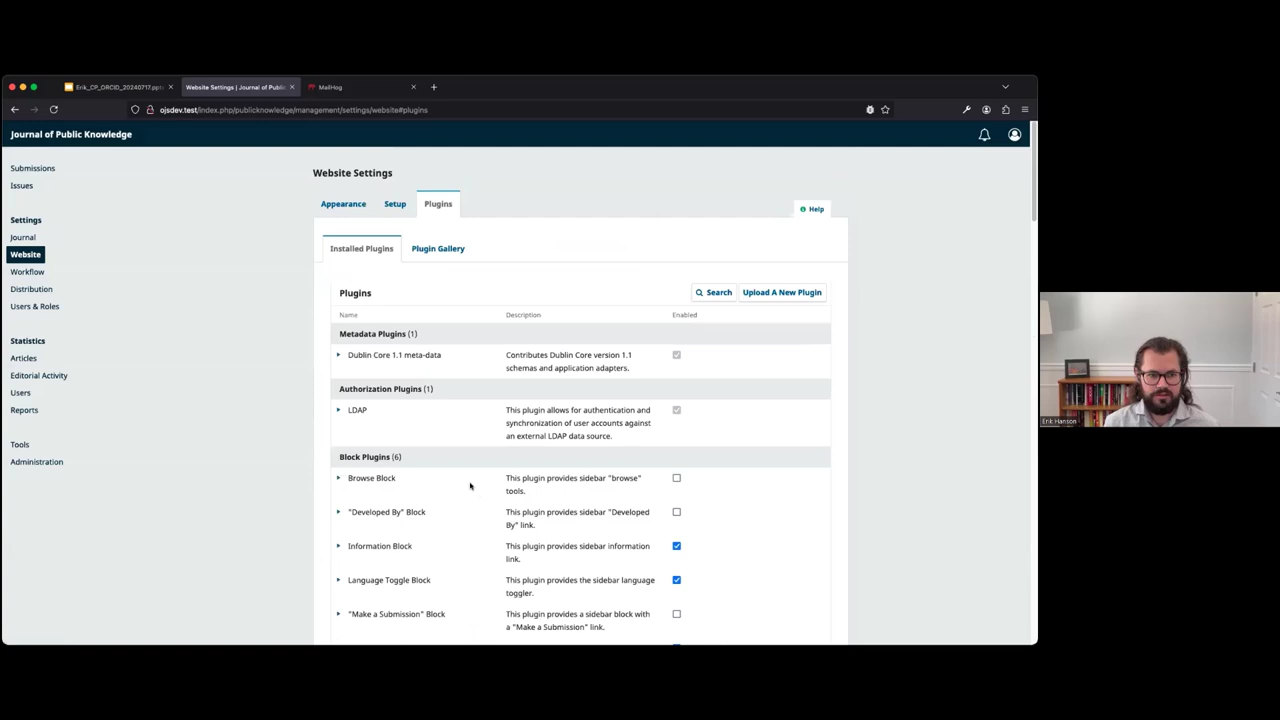 Erik_CP_ORCID_20240717.ppt
Website Settings | Journal of Publi
MailHog
ojsdev.test/index.php/publicknowledge/management/settings/website#plugins
Journal of Public Knowledge
Submissions
Issues
Settings
Journal
Website
Workflow
Distribution
Users & Roles
Statistics
Articles
Editorial Activity
Users
Reports
Tools
Administration
Website Settings
Appearance
Setup
Plugins
Help
Installed Plugins
Plugin Gallery
Plugins
Search
Upload A New Plugin
Name
Description
Enabled
Metadata Plugins (1)
Dublin Core 1.1 meta-data
Contributes Dublin Core version 1.1
schemas and application adapters.
Authorization Plugins (1)
LDAP
This plugin allows for authentication and
synchronization of user accounts against
an external LDAP data source.
Block Plugins (6)
Browse Block
This plugin provides sidebar "browse"
tools.
"Developed By" Block
This plugin provides sidebar "Developed
By" link.
Information Block
This plugin provides sidebar information
link.
Language Toggle Block
This plugin provides the sidebar language
toggler.
"Make a Submission" Block
This plugin provides a sidebar block with
a "Make a Submission" link.
Erik Hanson